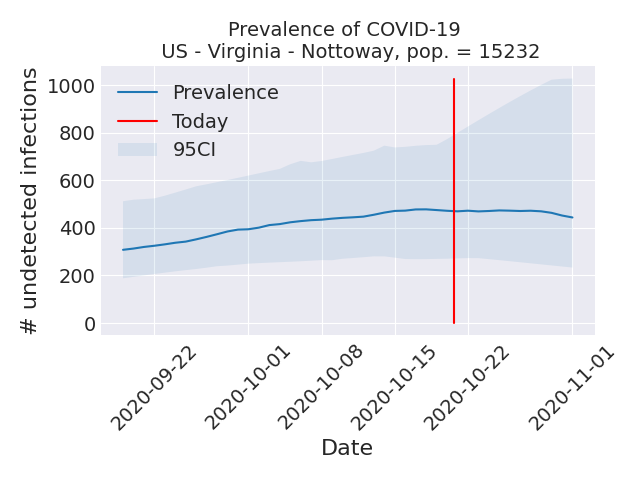 Prevalence of COVID-19
US - Virginia - Nottoway, pop. = 15232
# undetected infections
1000
800
600
400
200
0
Prevalence
Today
95CI
2020-09-22
2020-10-01
2020-10-08
2020-10-15
2020-10-22
2020-11-01
Date